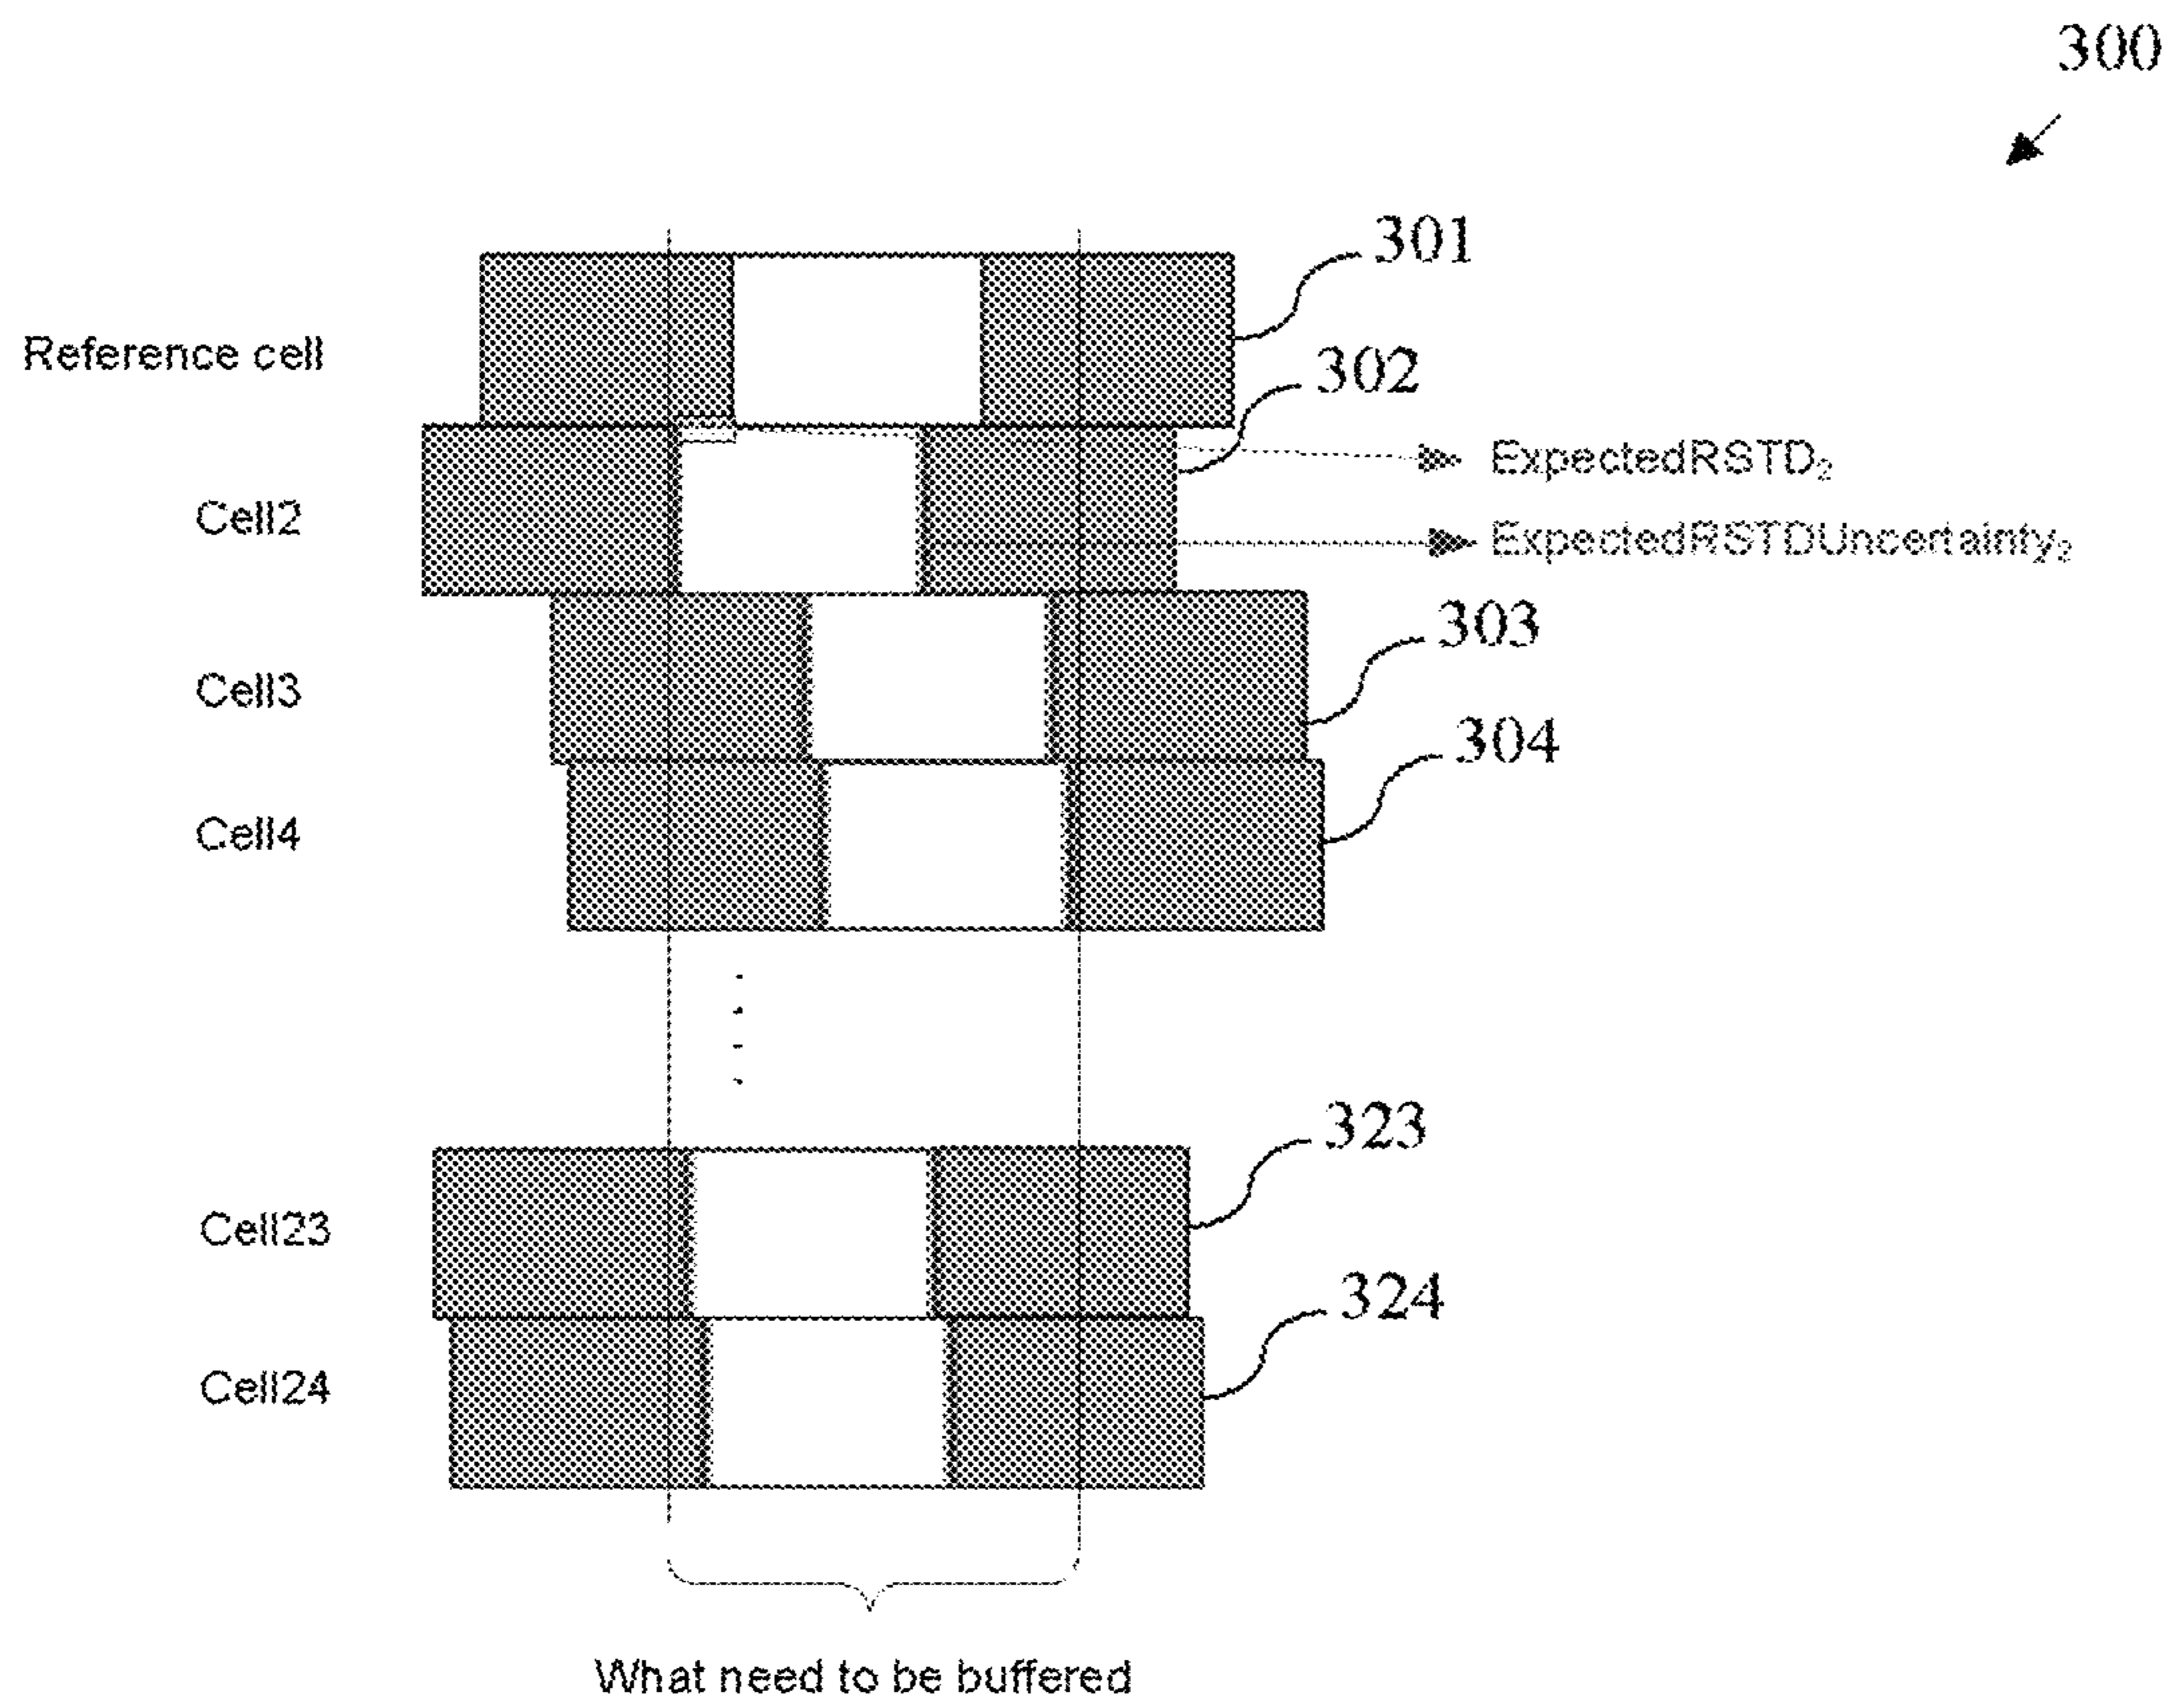 300
301
Reference cell
302
ExpectedRSTD₂
Cell2
ExpectedRSTDUncertainty₂
303
Cell3
304
Cell4
323
Cell23
324
Cell24
What need to be buffered